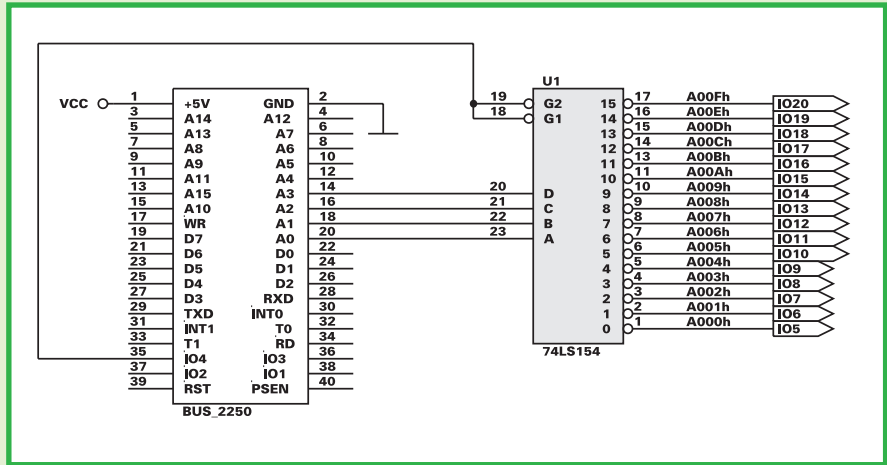 U1
VCC
1 +5V GND 2
3 A14 A12 4
5 A13 A7 6
7 A8 A6 8
9 A9 A5 10
11 A11 A4 12
13 A15 A3 14
15 A10 A2 16
17 WR A1 18
19 D7 A0 20
21 D6 D0 22
23 D5 D1 24
25 D4 D2 26
27 D3 RXD 28
29 TXD INT0 30
31 INT1 T0 32
33 T1 RD 34
35 IO4 IO3 36
37 IO2 IO1 38
39 RST PSEN 40
BUS_2250
19 G2 15 17 A00Fh IO20
18 G1 14 16 A00Eh IO19
13 15 A00Dh IO18
12 14 A00Ch IO17
11 13 A00Bh IO16
10 11 A00Ah IO15
20 D 9 10 A009h IO14
21 C 8 9 A008h IO13
22 B 7 8 A007h IO12
23 A 6 7 A006h IO11
5 6 A005h IO10
4 5 A004h IO9
3 4 A003h IO8
2 3 A002h IO7
1 2 A001h IO6
0 1 A000h IO5
74LS154